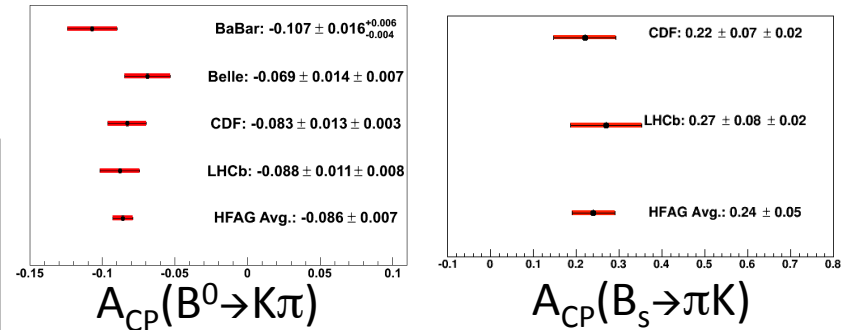 BaBar: -0.107 ± 0.016 +0.006 -0.004
Belle: -0.069 ± 0.014 ± 0.007
CDF: -0.083 ± 0.013 ± 0.003
LHCb: -0.088 ± 0.011 ± 0.008
HFAG Avg.: -0.086 ± 0.007
-0.15 -0.1 -0.05 0 0.05 0.1
A_CP(B⁰→Kπ)
CDF: 0.22 ± 0.07 ± 0.02
LHCb: 0.27 ± 0.08 ± 0.02
HFAG Avg.: 0.24 ± 0.05
-0.1 0 0.1 0.2 0.3 0.4 0.5 0.6 0.7 0.8
A_CP(B_s→πK)